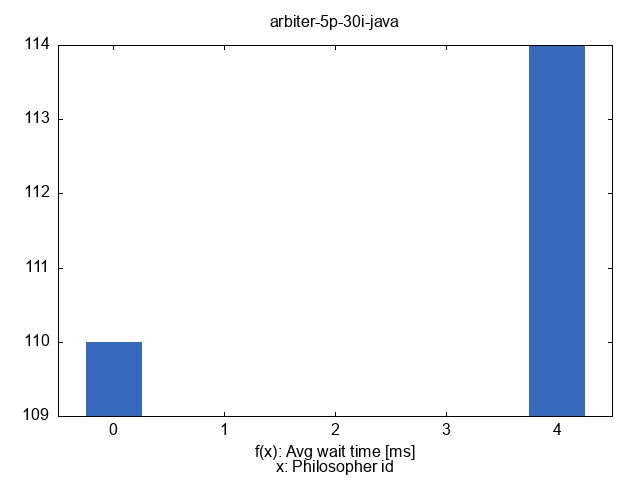 arbiter-5p-30i-java
114
113
112
111
110
109
0 1 2 3 4
f(x): Avg wait time [ms]
x: Philosopher id